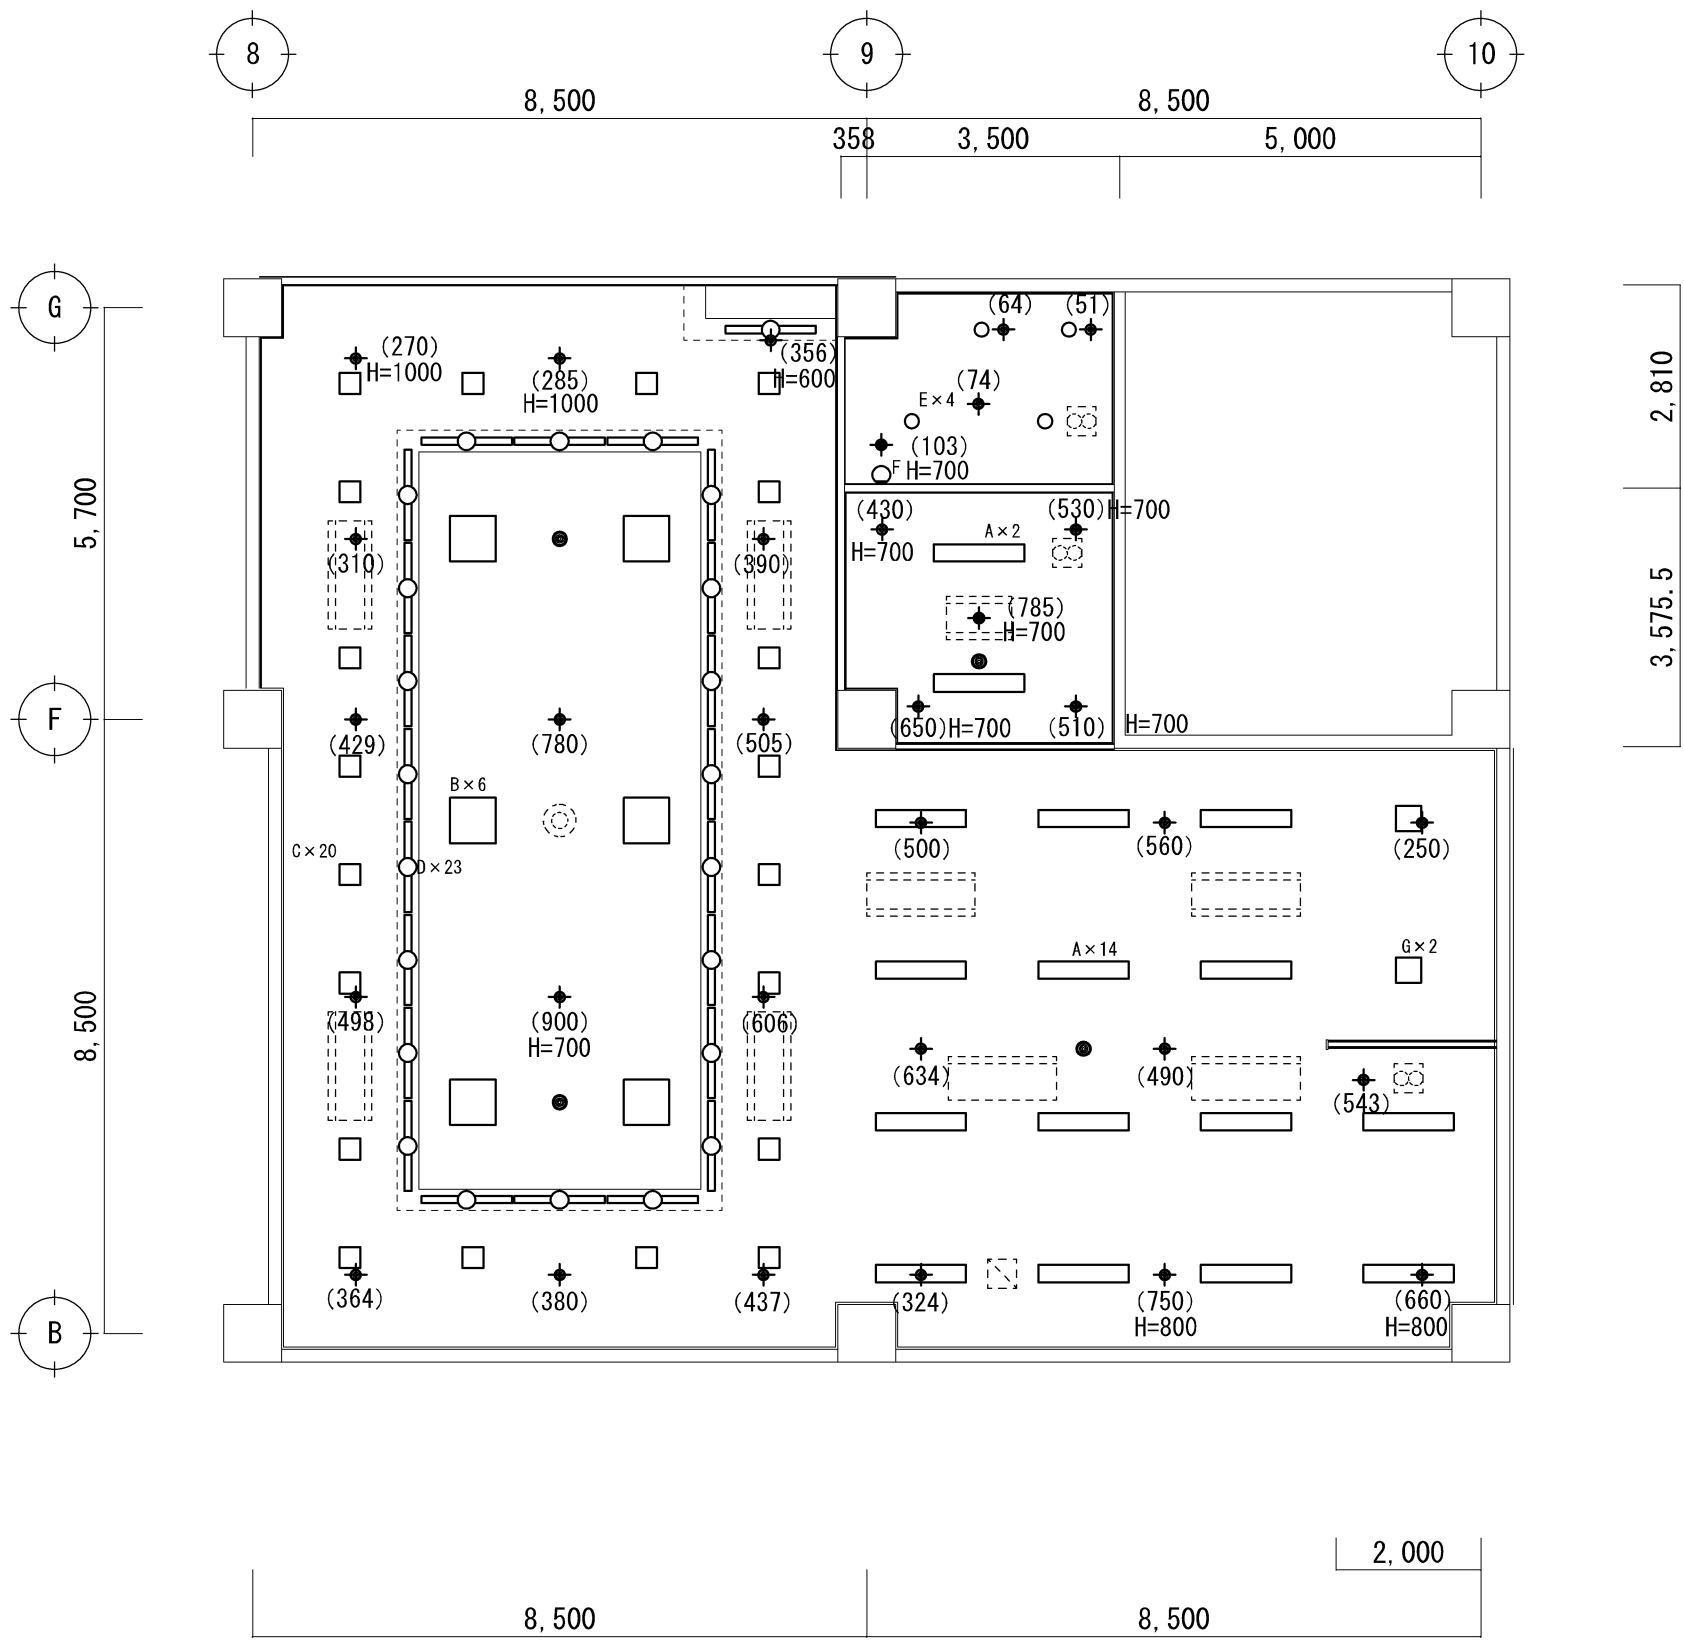 8
9
10
8,500
8,500
358
3,500
5,000
G
F
B
5,700
8,500
2,810
3,575.5
(270)
H=1000
(285)
H=1000
(356)
H=600
(64)
(51)
(74)
E×4
(103)
F
H=700
(430)
H=700
(530)
H=700
A×2
(310)
(390)
(785)
H=700
(650)
H=700
(510)
H=700
(429)
(780)
(505)
B×6
C×20
D×23
(500)
(560)
(250)
A×14
G×2
(498)
(900)
H=700
(606)
(634)
(490)
(543)
(364)
(380)
(437)
(324)
(750)
H=800
(660)
H=800
2,000
8,500
8,500